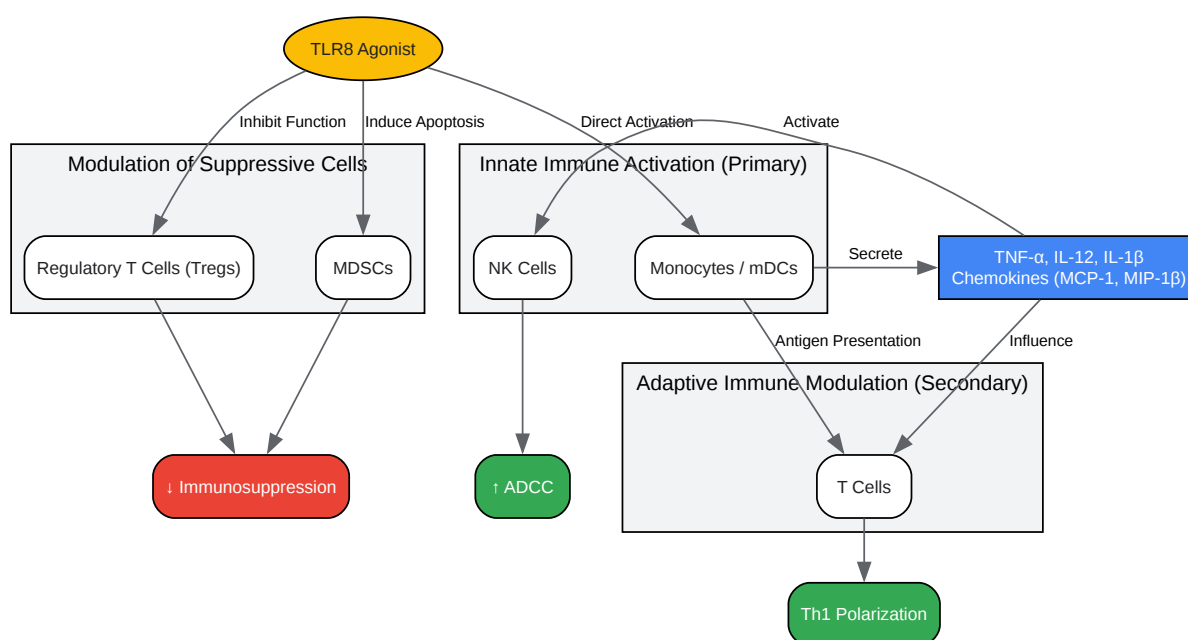 TLR8 Agonist
Inhibit Function
Induce Apoptosis
Direct Activation
Activate
Modulation of Suppressive Cells
Innate Immune Activation (Primary)
Regulatory T Cells (Tregs)
MDSCs
NK Cells
Monocytes / mDCs
Secrete
TNF-α, IL-12, IL-1β
Chemokines (MCP-1, MIP-1β)
Antigen Presentation
Influence
Adaptive Immune Modulation (Secondary)
↓ Immunosuppression
↑ ADCC
T Cells
Th1 Polarization